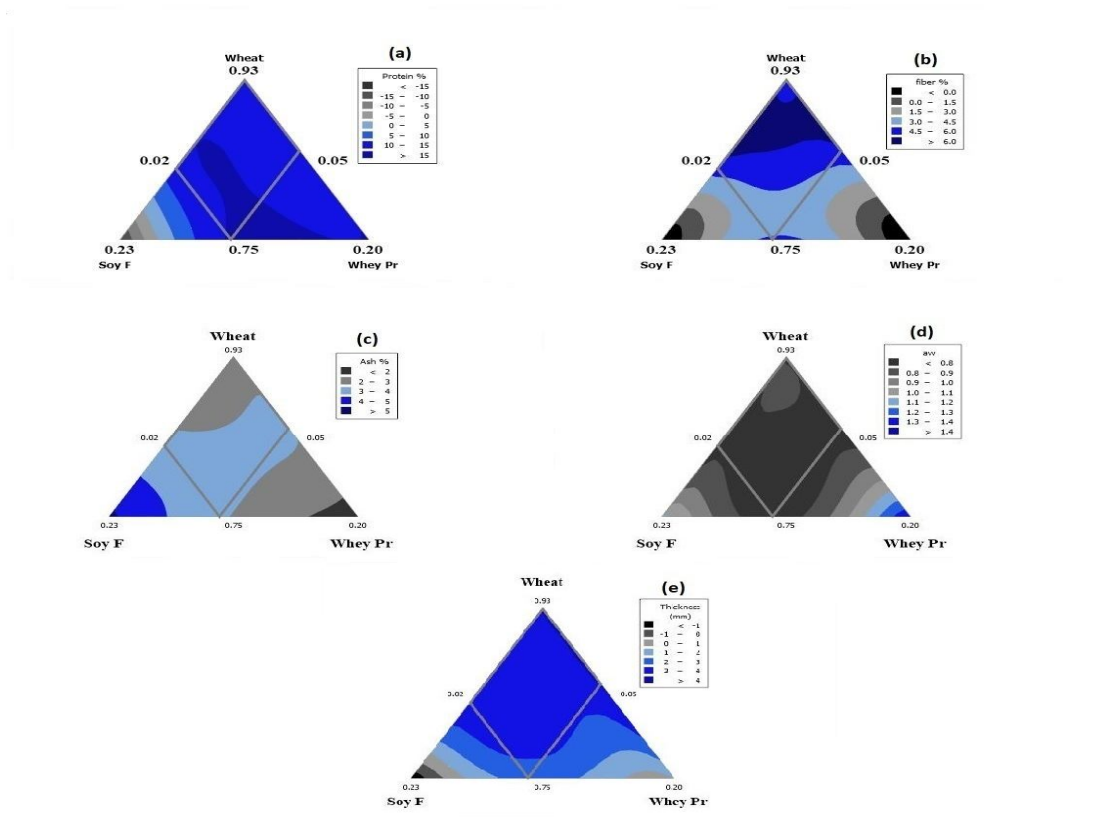 (a)
Wheat
0.93
Protein %
< -15
-15 – -10
-10 – -5
-5 – 0
0 – 5
5 – 10
10 – 15
> 15
0.02
0.05
0.23
0.75
0.20
Soy F
Whey Pr
(b)
Wheat
0.93
fiber %
< 0.0
0.0 – 1.5
1.5 – 3.0
3.0 – 4.5
4.5 – 6.0
> 6.0
0.02
0.05
0.23
0.75
0.20
Soy F
Whey Pr
(c)
Wheat
0.93
Ash %
< 2
2 – 3
3 – 4
4 – 5
> 5
0.02
0.05
0.23
0.75
0.20
Soy F
Whey Pr
(d)
Wheat
0.93
aw
< 0.8
0.8 – 0.9
0.9 – 1.0
1.0 – 1.1
1.1 – 1.2
1.2 – 1.3
1.3 – 1.4
> 1.4
0.02
0.05
0.23
0.75
0.20
Soy F
Whey Pr
(e)
Wheat
0.93
Thickness
(mm)
< -1
-1 – 0
0 – 1
1 – 2
2 – 3
3 – 4
> 4
0.02
0.05
0.23
0.75
0.20
Soy F
Whey Pr